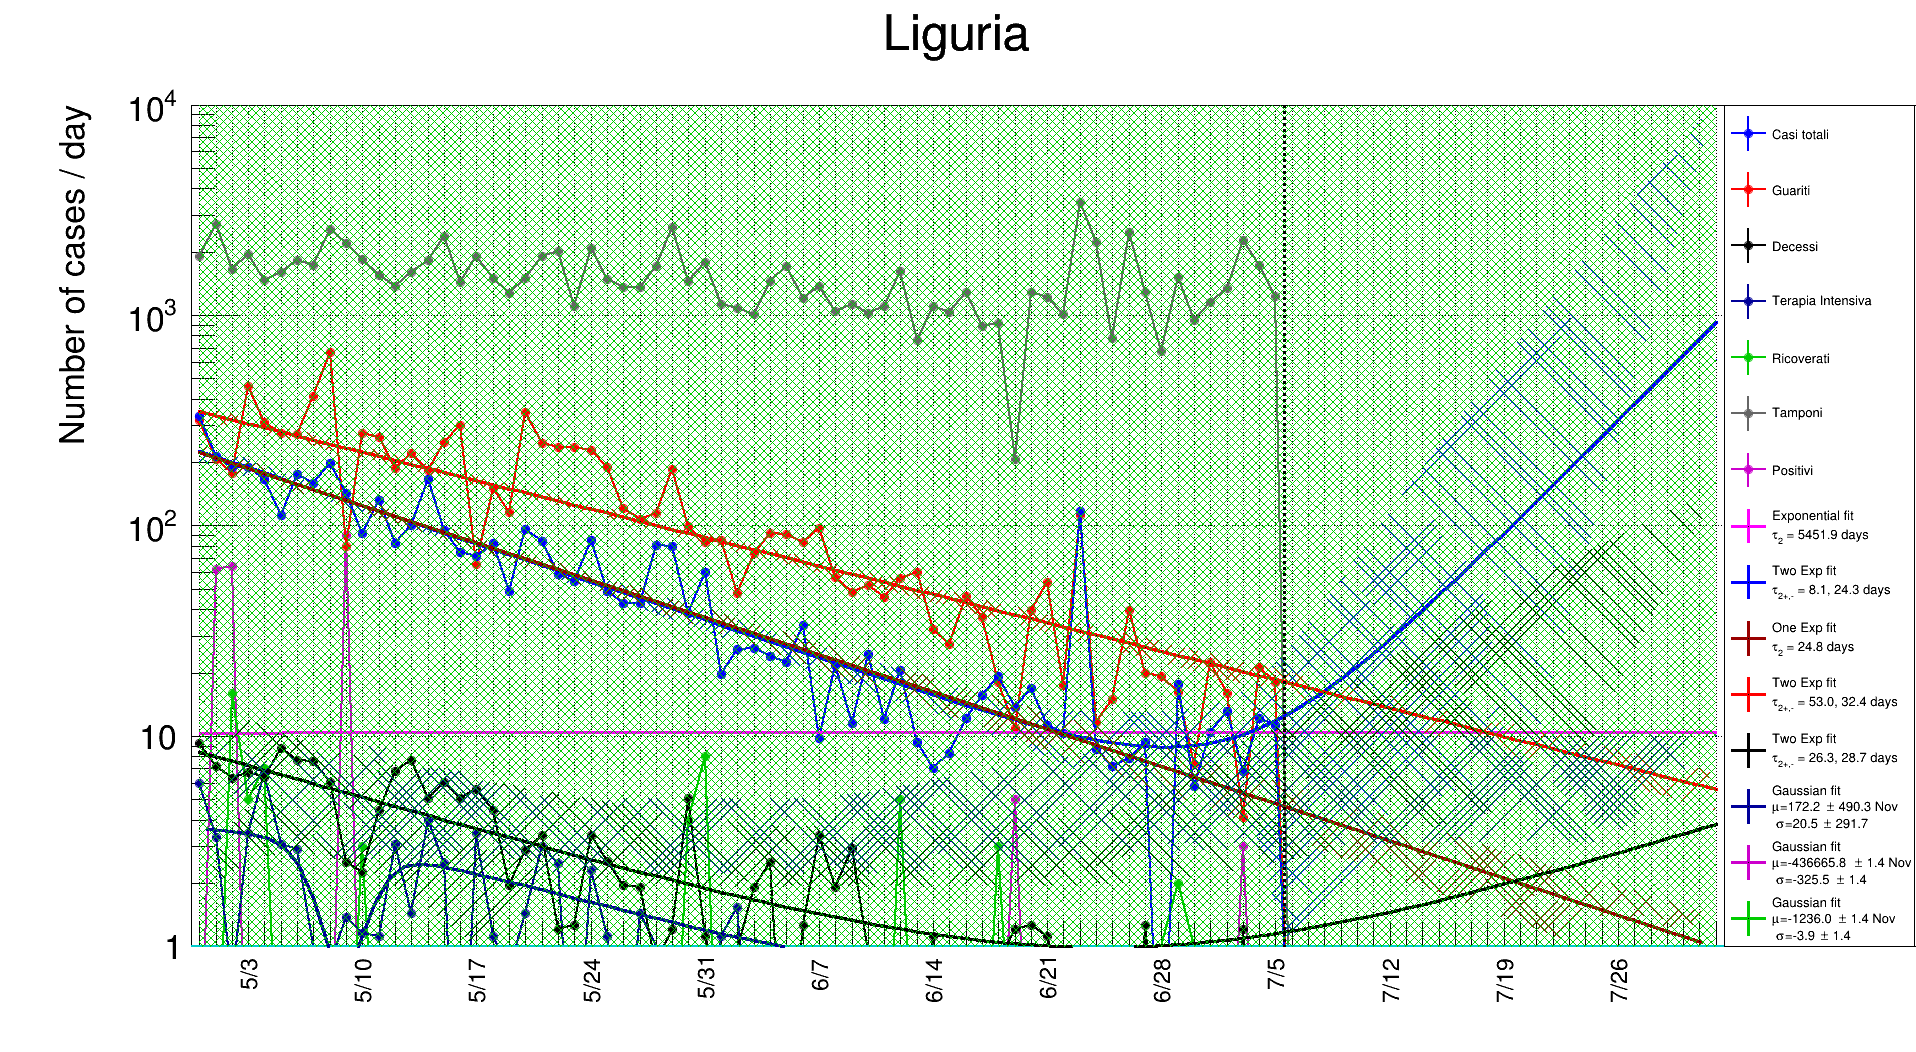 Liguria
Number of cases / day
10⁴
10³
10²
10
1
5/3
5/10
5/17
5/24
5/31
6/7
6/14
6/21
6/28
7/5
7/12
7/19
7/26
Casi totali
Guariti
Decessi
Terapia Intensiva
Ricoverati
Tamponi
Positivi
Exponential fit
τ₂ = 5451.9 days
Two Exp fit
τ₂₊,₋ = 8.1, 24.3 days
One Exp fit
τ₂ = 24.8 days
Two Exp fit
τ₂₊,₋ = 53.0, 32.4 days
Two Exp fit
τ₂₊,₋ = 26.3, 28.7 days
Gaussian fit
μ=172.2 ± 490.3 Nov
σ=20.5 ± 291.7
Gaussian fit
μ=-436665.8 ± 1.4 Nov
σ=-325.5 ± 1.4
Gaussian fit
μ=-1236.0 ± 1.4 Nov
σ=-3.9 ± 1.4